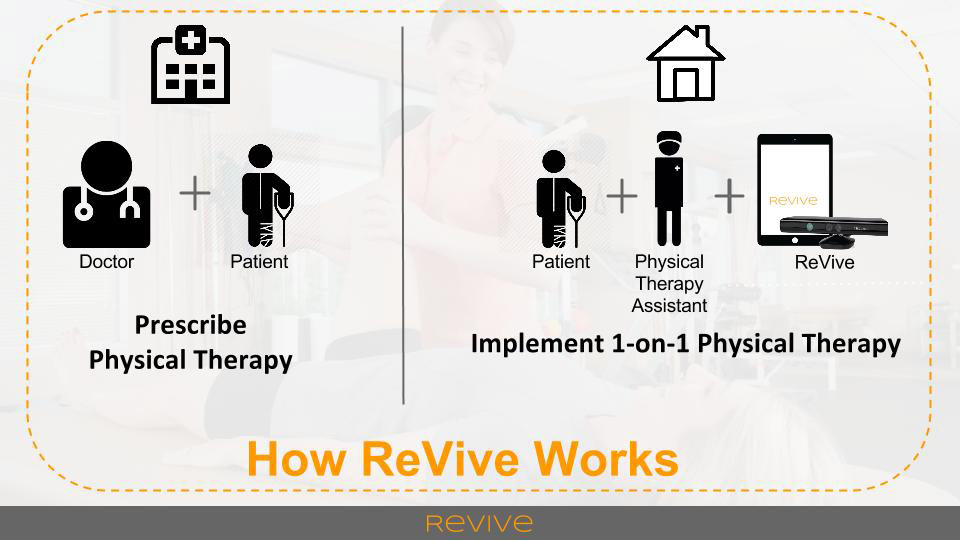 Doctor
Patient
Prescribe
Physical Therapy
Patient
Physical
Therapy
Assistant
REVIVE
ReVive
Implement 1-on-1 Physical Therapy
How ReVive Works
REVIVE